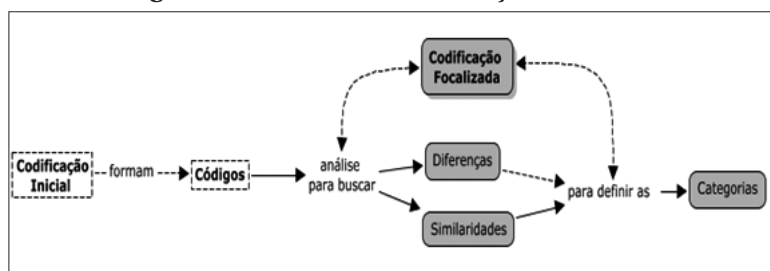 Codificação
Focalizada
Codificação
Inicial
formam
Códigos
análise
para buscar
Diferenças
Similaridades
para definir as
Categorias